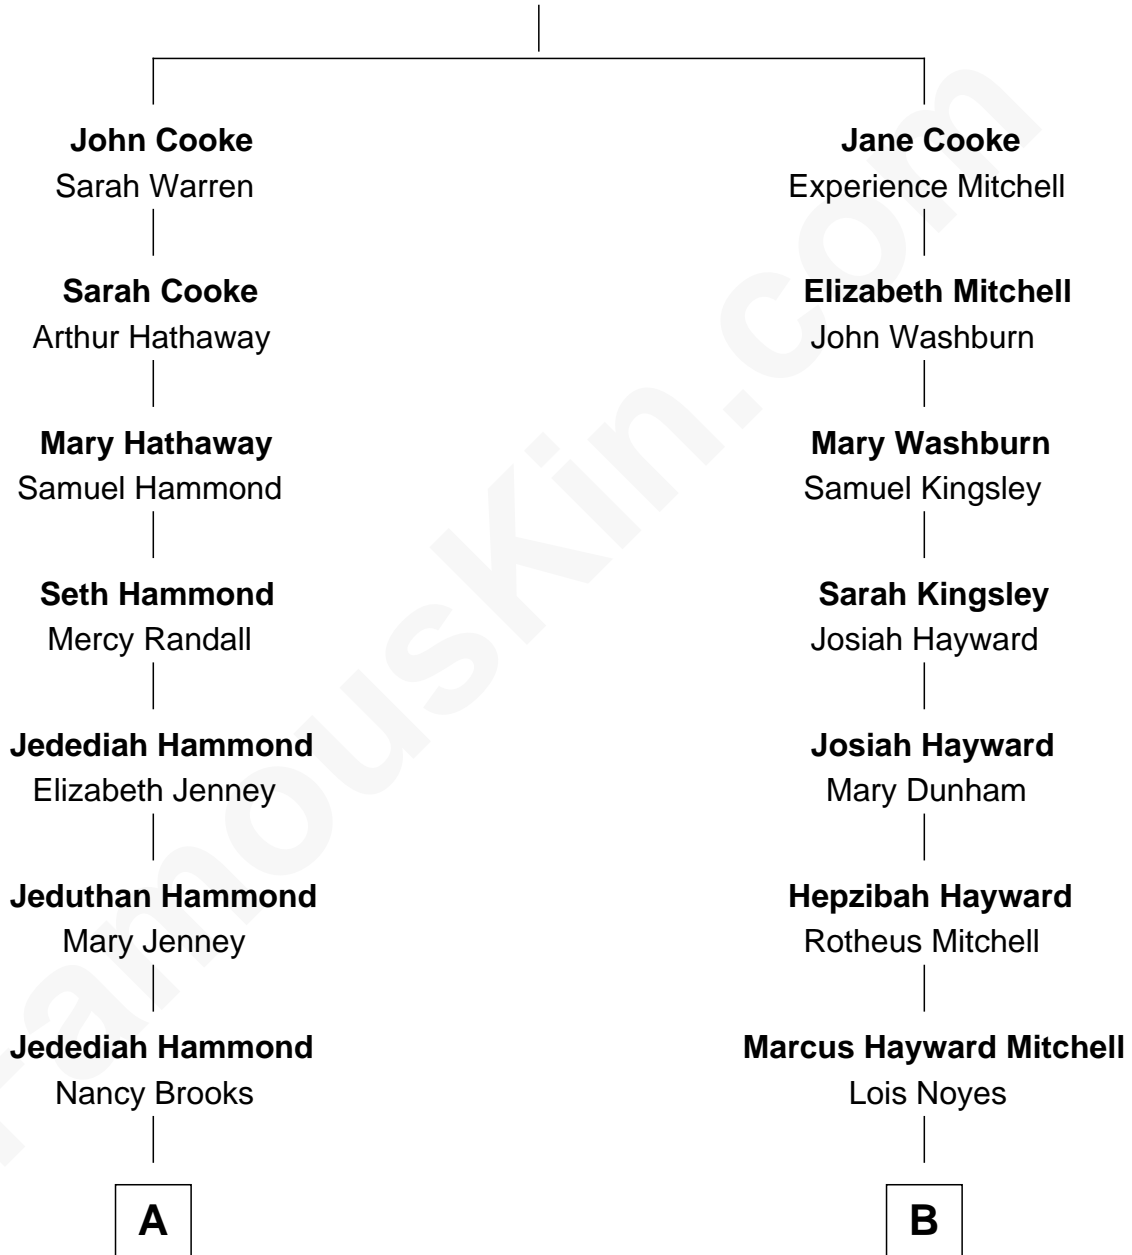 John Cooke
Sarah Warren
Sarah Cooke
Arthur Hathaway
Mary Hathaway
Samuel Hammond
Seth Hammond
Mercy Randall
Jedediah Hammond
Elizabeth Jenney
Jeduthan Hammond
Mary Jenney
Jedediah Hammond
Nancy Brooks
A
Jane Cooke
Experience Mitchell
Elizabeth Mitchell
John Washburn
Mary Washburn
Samuel Kingsley
Sarah Kingsley
Josiah Hayward
Josiah Hayward
Mary Dunham
Hepzibah Hayward
Rotheus Mitchell
Marcus Hayward Mitchell
Lois Noyes
B
FamousKin.com